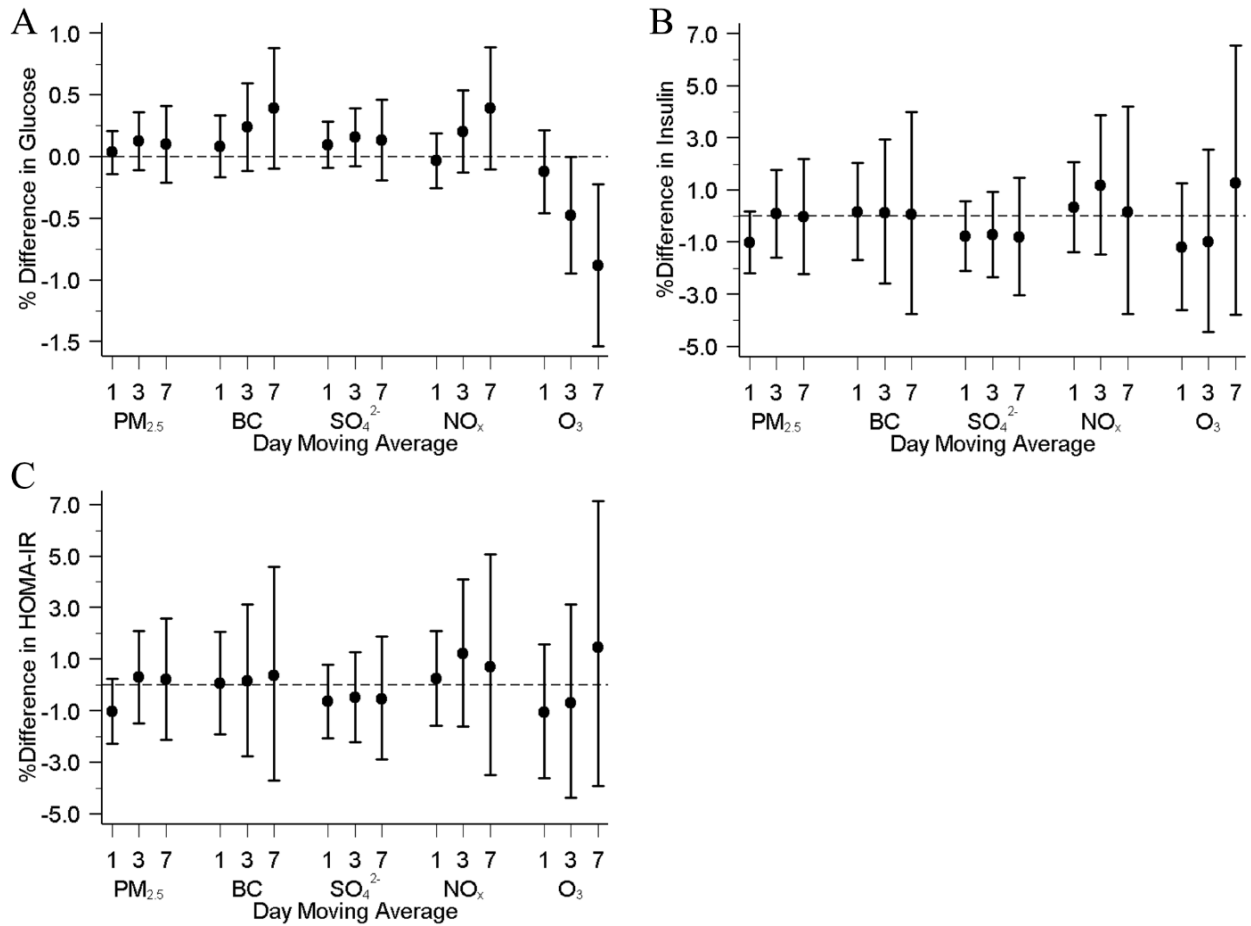 A
% Difference in Glucose
1.0
0.5
0.0
-0.5
-1.0
-1.5
1 3 7 1 3 7 1 3 7 1 3 7 1 3 7
PM2.5 BC SO4 2- NOx O3
Day Moving Average
B
%Difference in Insulin
7.0
5.0
3.0
1.0
-1.0
-3.0
-5.0
1 3 7 1 3 7 1 3 7 1 3 7 1 3 7
PM2.5 BC SO4 2- NOx O3
Day Moving Average
C
%Difference in HOMA-IR
7.0
5.0
3.0
1.0
-1.0
-3.0
-5.0
1 3 7 1 3 7 1 3 7 1 3 7 1 3 7
PM2.5 BC SO4 2- NOx O3
Day Moving Average